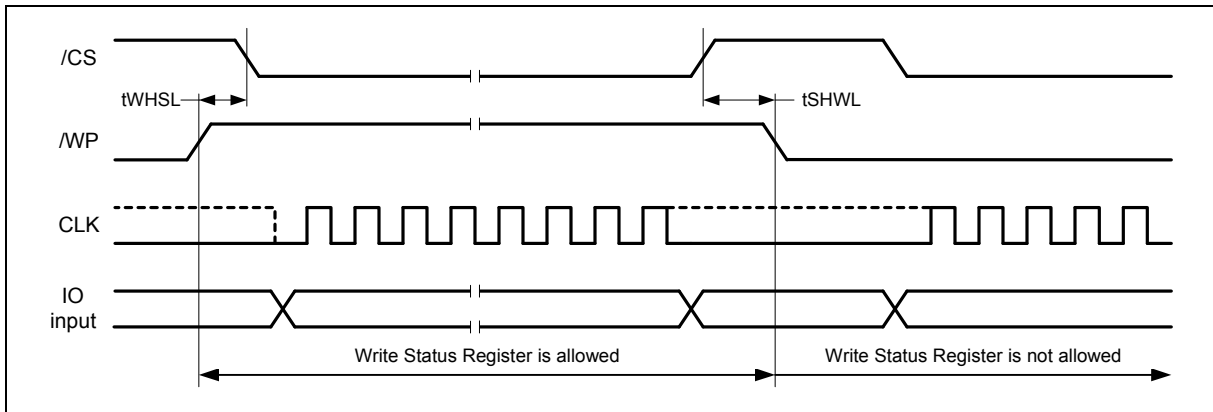 /CS
tWHSL
tSHWL
/WP
CLK
IO
input
Write Status Register is allowed
Write Status Register is not allowed